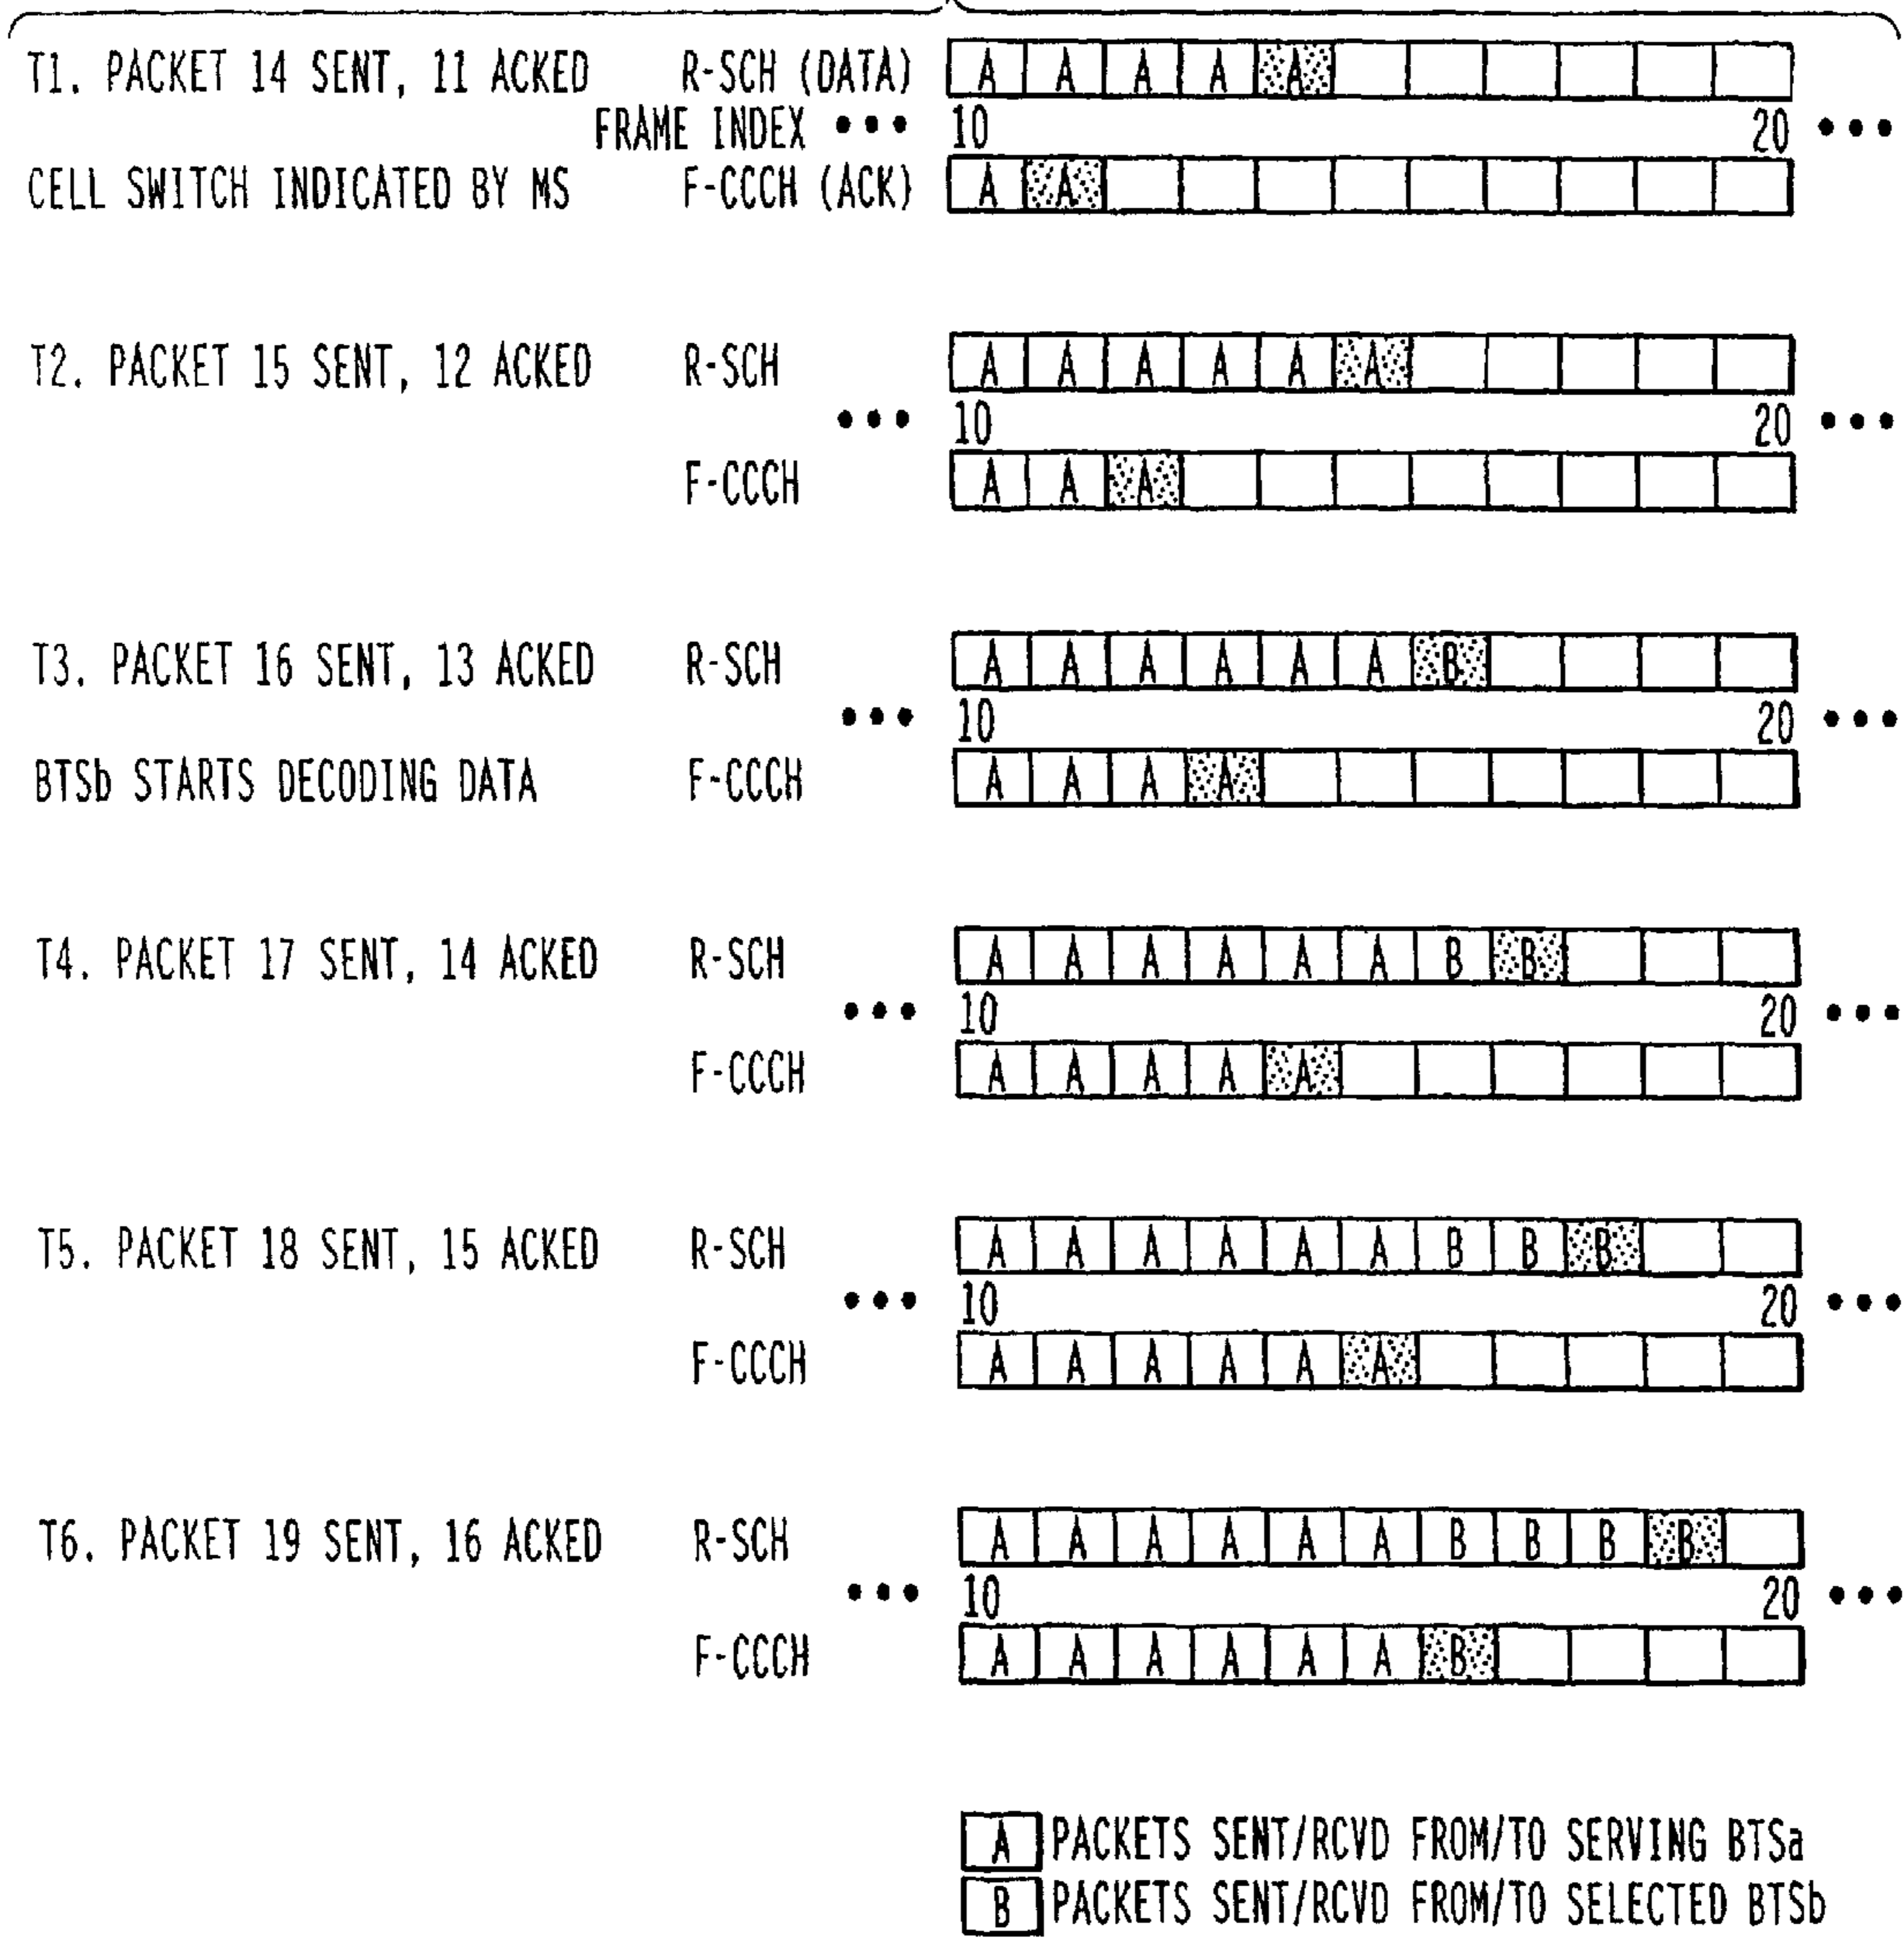 T1. PACKET 14 SENT, 11 ACKED R-SCH (DATA) A A A A A
FRAME INDEX ••• 10 20 •••
CELL SWITCH INDICATED BY MS F-CCCH (ACK) A A
T2. PACKET 15 SENT, 12 ACKED R-SCH A A A A A A
••• 10 20 •••
F-CCCH A A A
T3. PACKET 16 SENT, 13 ACKED R-SCH A A A A A A B
••• 10 20 •••
BTSb STARTS DECODING DATA F-CCCH A A A A
T4. PACKET 17 SENT, 14 ACKED R-SCH A A A A A A B B
••• 10 20 •••
F-CCCH A A A A A
T5. PACKET 18 SENT, 15 ACKED R-SCH A A A A A A B B B
••• 10 20 •••
F-CCCH A A A A A A
T6. PACKET 19 SENT, 16 ACKED R-SCH A A A A A A B B B B
••• 10 20 •••
F-CCCH A A A A A A B
A PACKETS SENT/RCVD FROM/TO SERVING BTSa
B PACKETS SENT/RCVD FROM/TO SELECTED BTSb